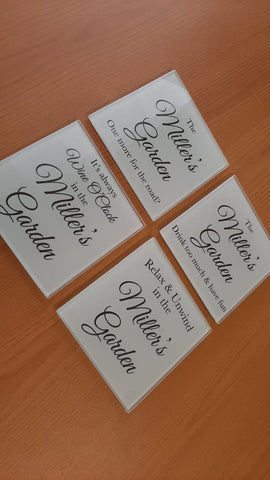 The
Miller's
Garden
One more for the road?
It's always
Wine O'Clock
in the
Miller's
Garden
The
Miller's
Garden
Drink too much & have fun
Relax & Unwind
in the
Miller's
Garden